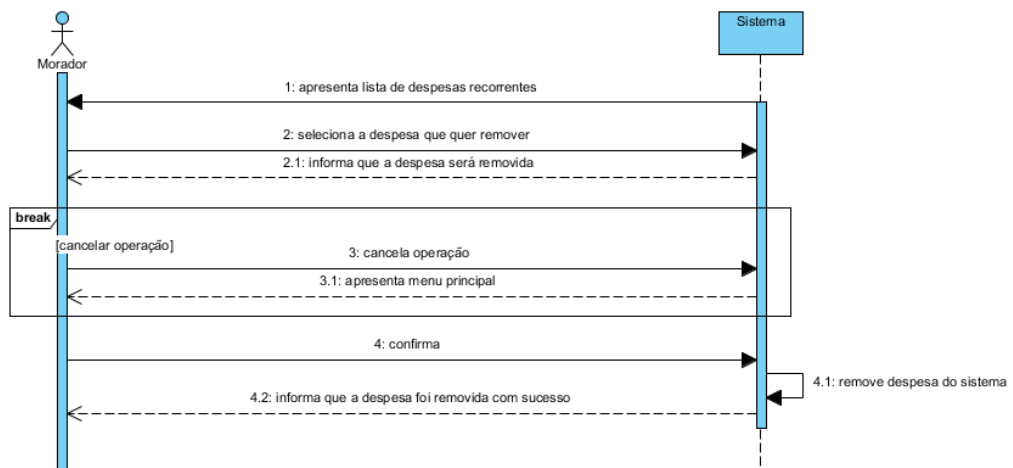 Sistema
Morador
1: apresenta lista de despesas recorrentes
2: seleciona a despesa que quer remover
2.1: informa que a despesa será removida
break
[cancelar operação]
3: cancela operação
3.1: apresenta menu principal
4: confirma
4.1: remove despesa do sistema
4.2: informa que a despesa foi removida com sucesso